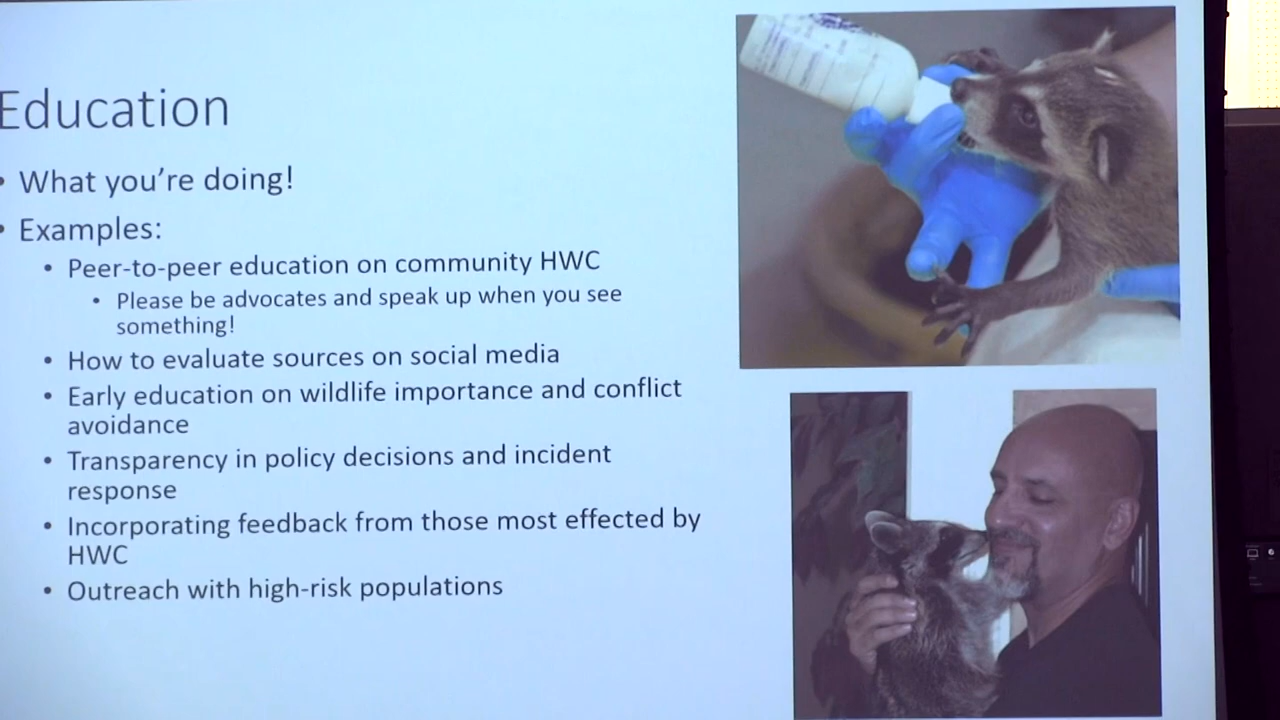 Education
• What you're doing!
• Examples:
• Peer-to-peer education on community HWC
• Please be advocates and speak up when you see
something!
• How to evaluate sources on social media
• Early education on wildlife importance and conflict
avoidance
• Transparency in policy decisions and incident
response
• Incorporating feedback from those most effected by
HWC
• Outreach with high-risk populations